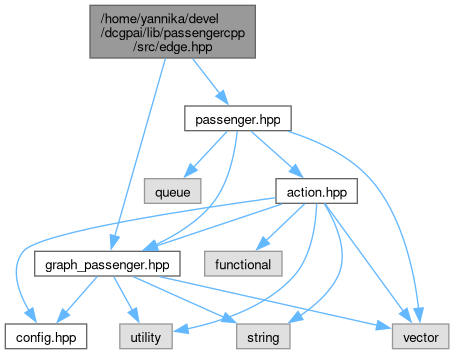 /home/yannika/devel
/dcgpai/lib/passengercpp
/src/edge.hpp
passenger.hpp
queue
action.hpp
graph_passenger.hpp
functional
config.hpp
utility
string
vector